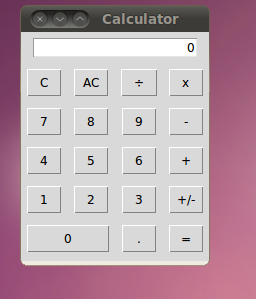 Calculator
0
C AC ÷ x
7 8 9 -
4 5 6 +
1 2 3 +/-
0 . =